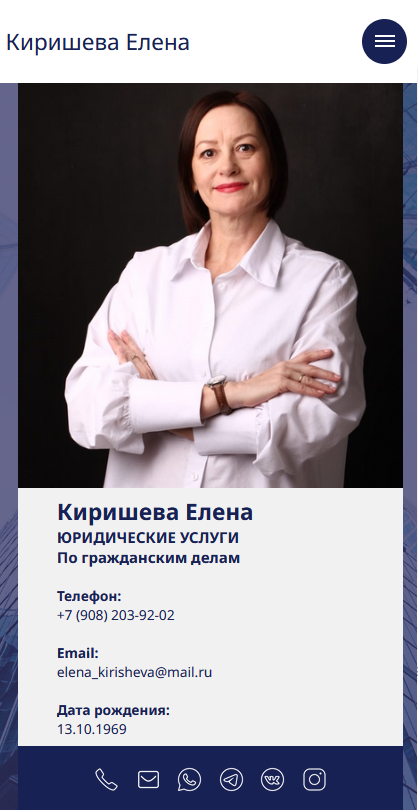 Киришева Елена
Киришева Елена
ЮРИДИЧЕСКИЕ УСЛУГИ
По гражданским делам
Телефон:
+7 (908) 203-92-02
Email:
elena_kirisheva@mail.ru
Дата рождения:
13.10.1969